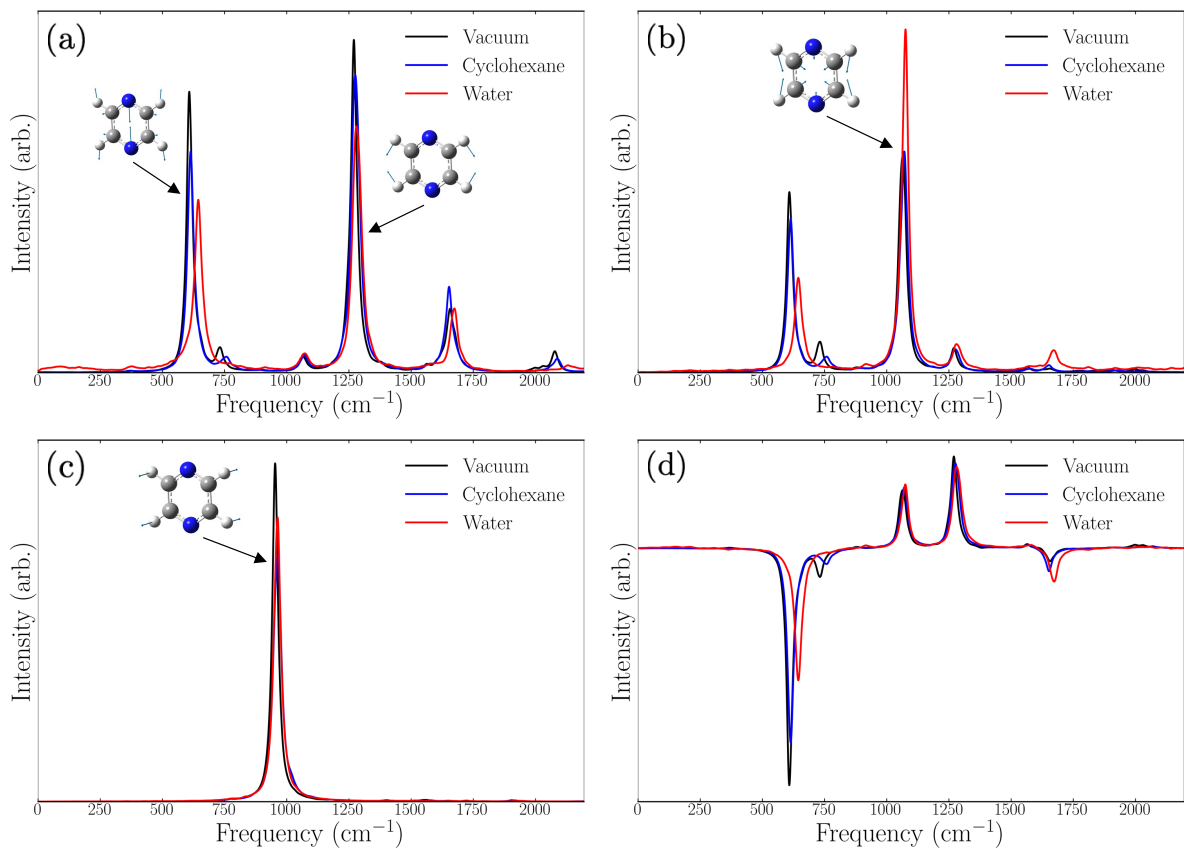 (a)
Vacuum
Cyclohexane
Water
Intensity (arb.)
0 250 500 750 1000 1250 1500 1750 2000
Frequency (cm⁻¹)
(b)
Vacuum
Cyclohexane
Water
Intensity (arb.)
0 250 500 750 1000 1250 1500 1750 2000
Frequency (cm⁻¹)
(c)
Vacuum
Cyclohexane
Water
Intensity (arb.)
0 250 500 750 1000 1250 1500 1750 2000
Frequency (cm⁻¹)
(d)
Vacuum
Cyclohexane
Water
Intensity (arb.)
0 250 500 750 1000 1250 1500 1750 2000
Frequency (cm⁻¹)